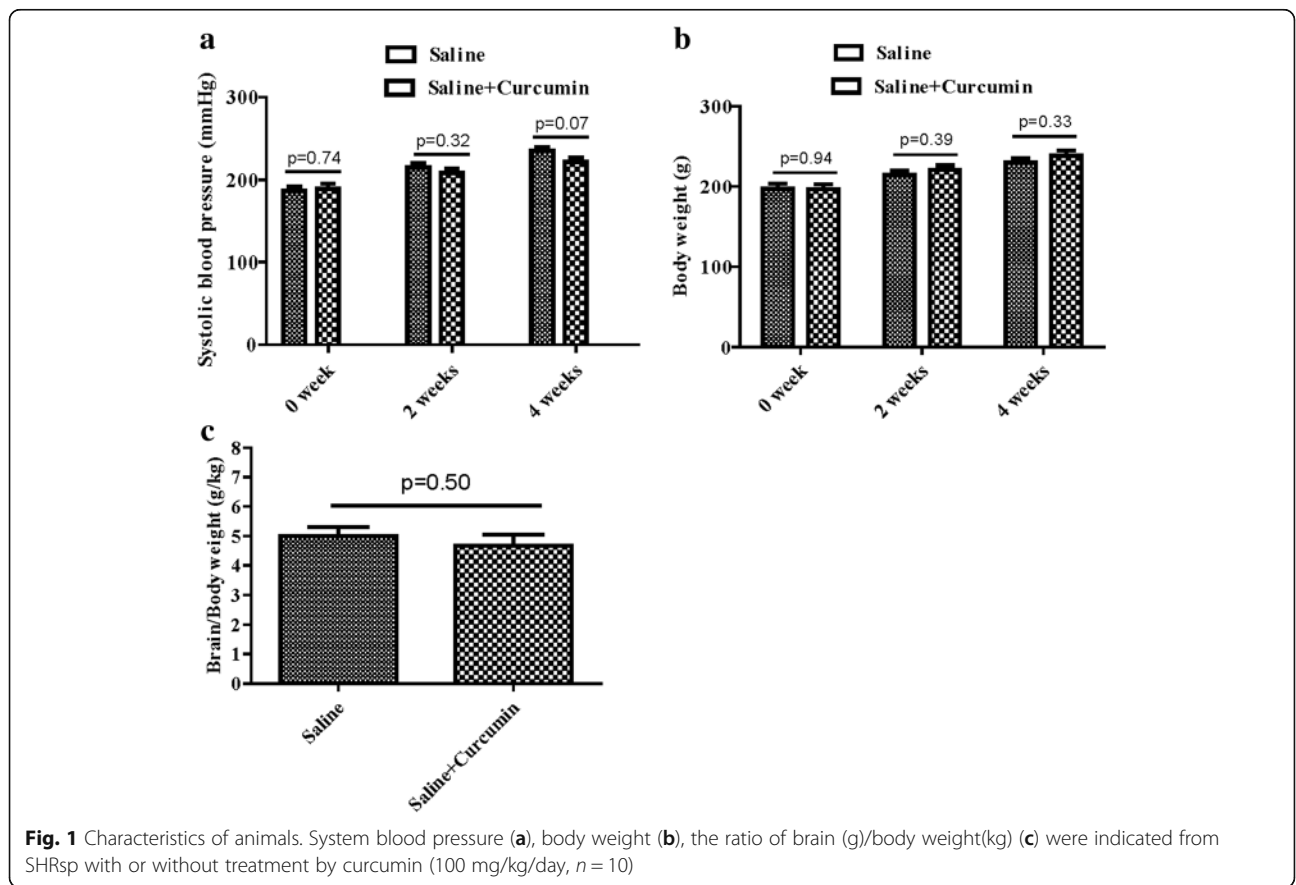 a
Saline
Saline+Curcumin
Systolic blood pressure (mmHg)
300
200
100
0
p=0.74
p=0.32
p=0.07
0 week
2 weeks
4 weeks
b
Saline
Saline+Curcumin
Body weight (g)
300
200
100
0
p=0.94
p=0.39
p=0.33
0 week
2 weeks
4 weeks
c
Brain/Body weight (g/kg)
8
7
6
5
4
3
2
1
0
p=0.50
Saline
Saline+Curcumin
Fig. 1 Characteristics of animals. System blood pressure (a), body weight (b), the ratio of brain (g)/body weight(kg) (c) were indicated from
SHRsp with or without treatment by curcumin (100 mg/kg/day, n = 10)